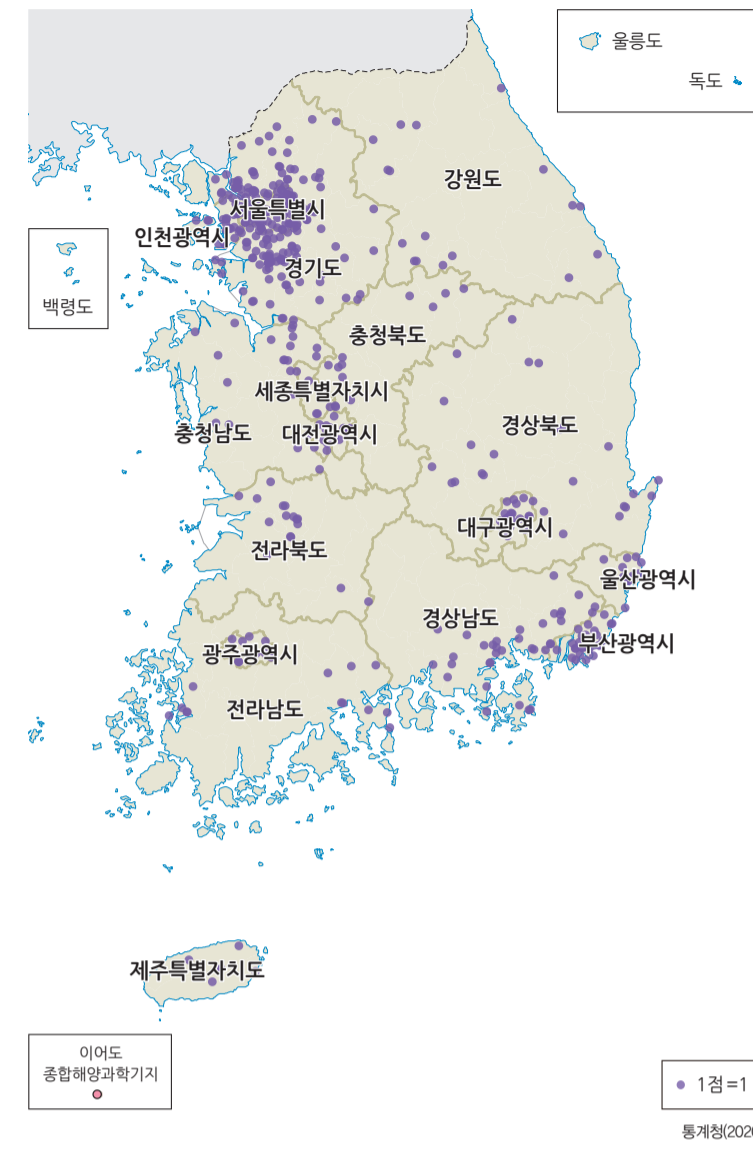 울릉도
독도
강원도
서울특별시
인천광역시
경기도
백령도
충청북도
세종특별자치시
충청남도
대전광역시
경상북도
대구광역시
전라북도
울산광역시
경상남도
부산광역시
광주광역시
전라남도
제주특별자치도
이어도
종합해양과학기지
1점=1
통계청(2020